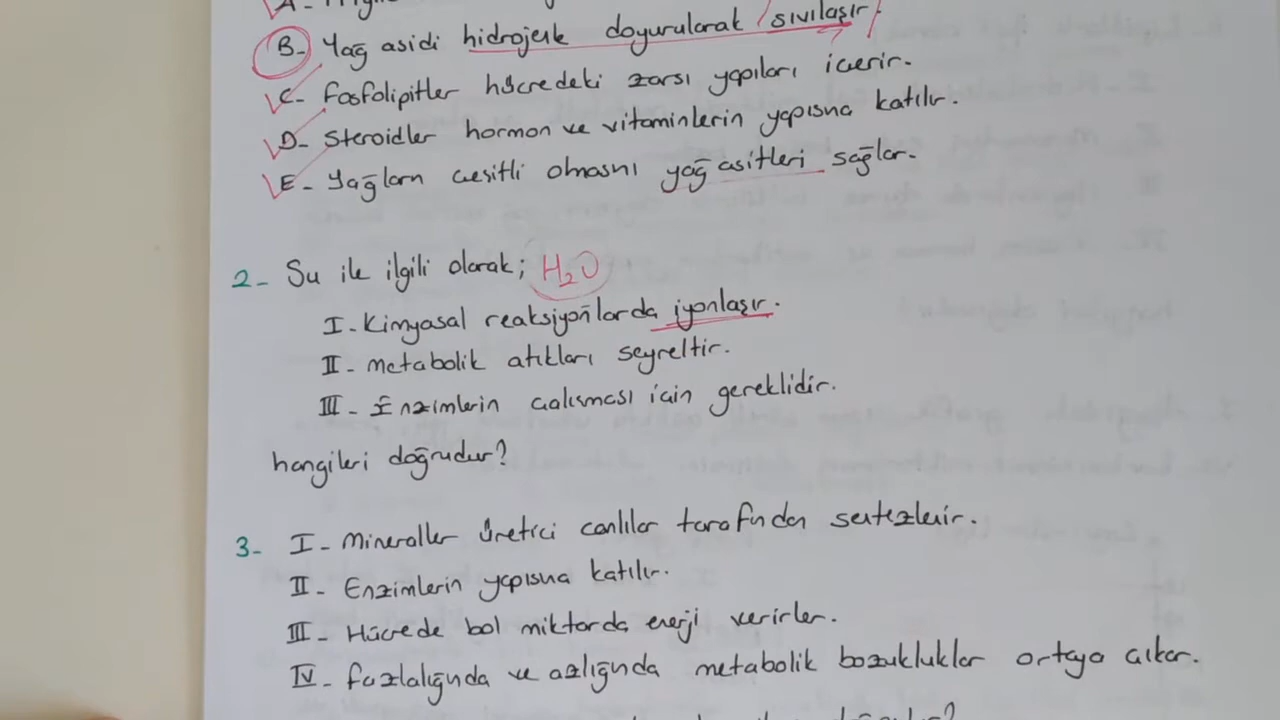 A-
B- Yağ asidi hidrojenle doyurularak sıvılaşır
C- Fosfolipitler hücredeki zarsı yapıları içerir.
D- Steroidler hormon ve vitaminlerin yapısına katılır.
E- Yağların çeşitli olmasını yağ asitleri sağlar.
2- Su ile ilgili olarak; H₂O
I- Kimyasal reaksiyonlarda iyonlaşır.
II- metabolik atıkları seyreltir.
III- Enzimlerin çalışması için gereklidir.
hangileri doğrudur?
3- I- Mineraller üretici canlılar tarafından sentezlenir.
II- Enzimlerin yapısına katılır.
III- Hücrede bol miktarda enerji verirler.
IV- fazlalığında ve azlığında metabolik bozukluklar ortaya çıkar.